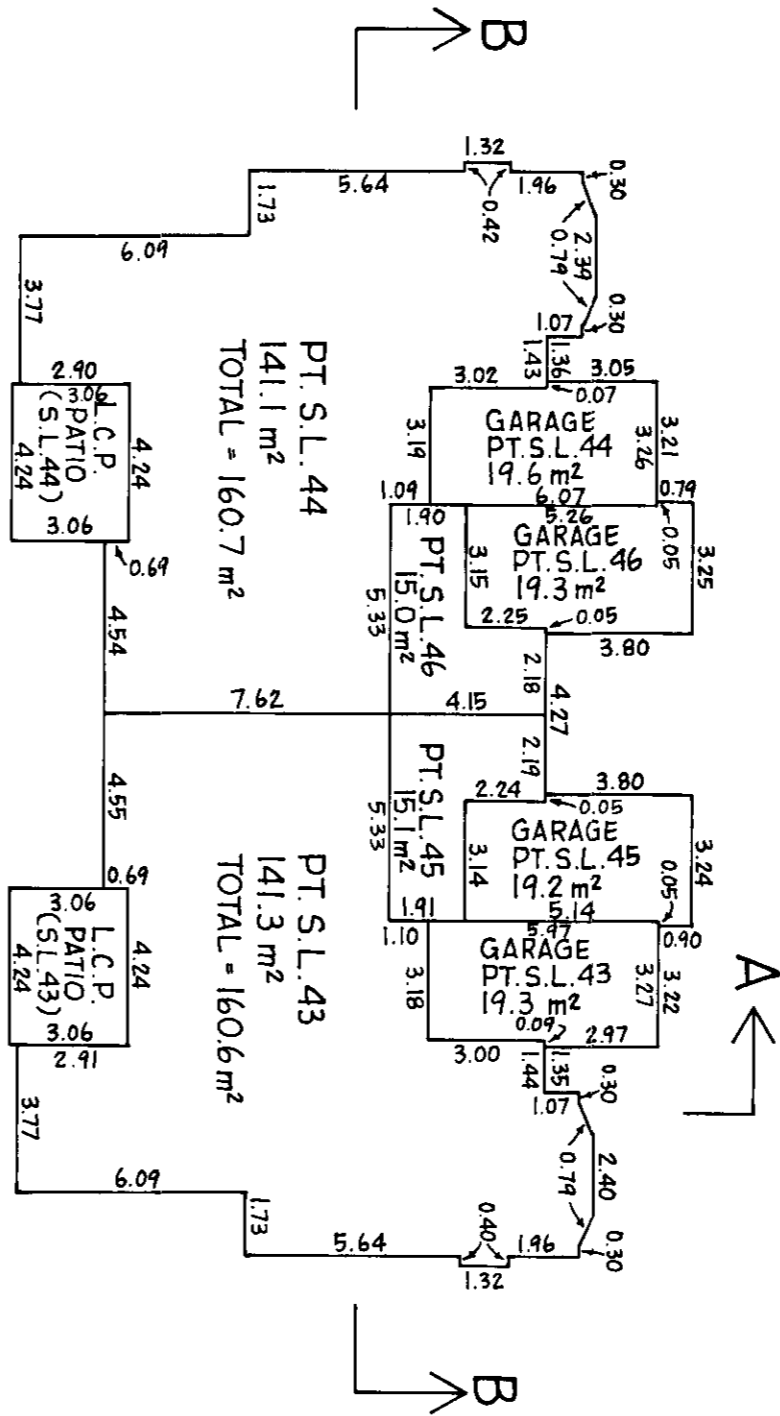 B
1.32
5.64
1.96
0.30
0.42
1.73
2.39
0.79
6.09
0.30
1.07
3.77
1.43
1.36
3.05
2.90
3.02
0.07
PT. S.L. 44
141.1 m²
TOTAL = 160.7 m²
3.06
L.C.P.
PATIO
(S.L.44)
4.24
4.24
3.06
0.69
GARAGE
PT.S.L.44
19.6 m²
3.19
3.26
3.21
6.07
0.79
1.09
1.90
5.26
0.05
GARAGE
PT.S.L.46
19.3 m²
3.15
3.25
PT.S.L.46
15.0 m²
5.33
2.25
0.05
3.80
4.54
2.18
7.62
4.15
4.27
2.19
4.55
PT.S.L.45
15.1 m²
5.33
2.24
3.80
0.05
GARAGE
PT.S.L.45
19.2 m²
3.14
3.24
0.05
5.14
0.69
3.06
L.C.P.
PATIO
(S.L.43)
4.24
4.24
3.06
2.91
PT. S.L. 43
141.3 m²
TOTAL = 160.6 m²
1.91
5.97
0.90
1.10
GARAGE
PT.S.L.43
19.3 m²
3.18
3.27
3.22
0.09
2.97
3.00
1.44
1.35
0.30
1.07
A
3.77
2.40
0.79
6.09
1.73
0.40
5.64
1.96
0.30
1.32
B